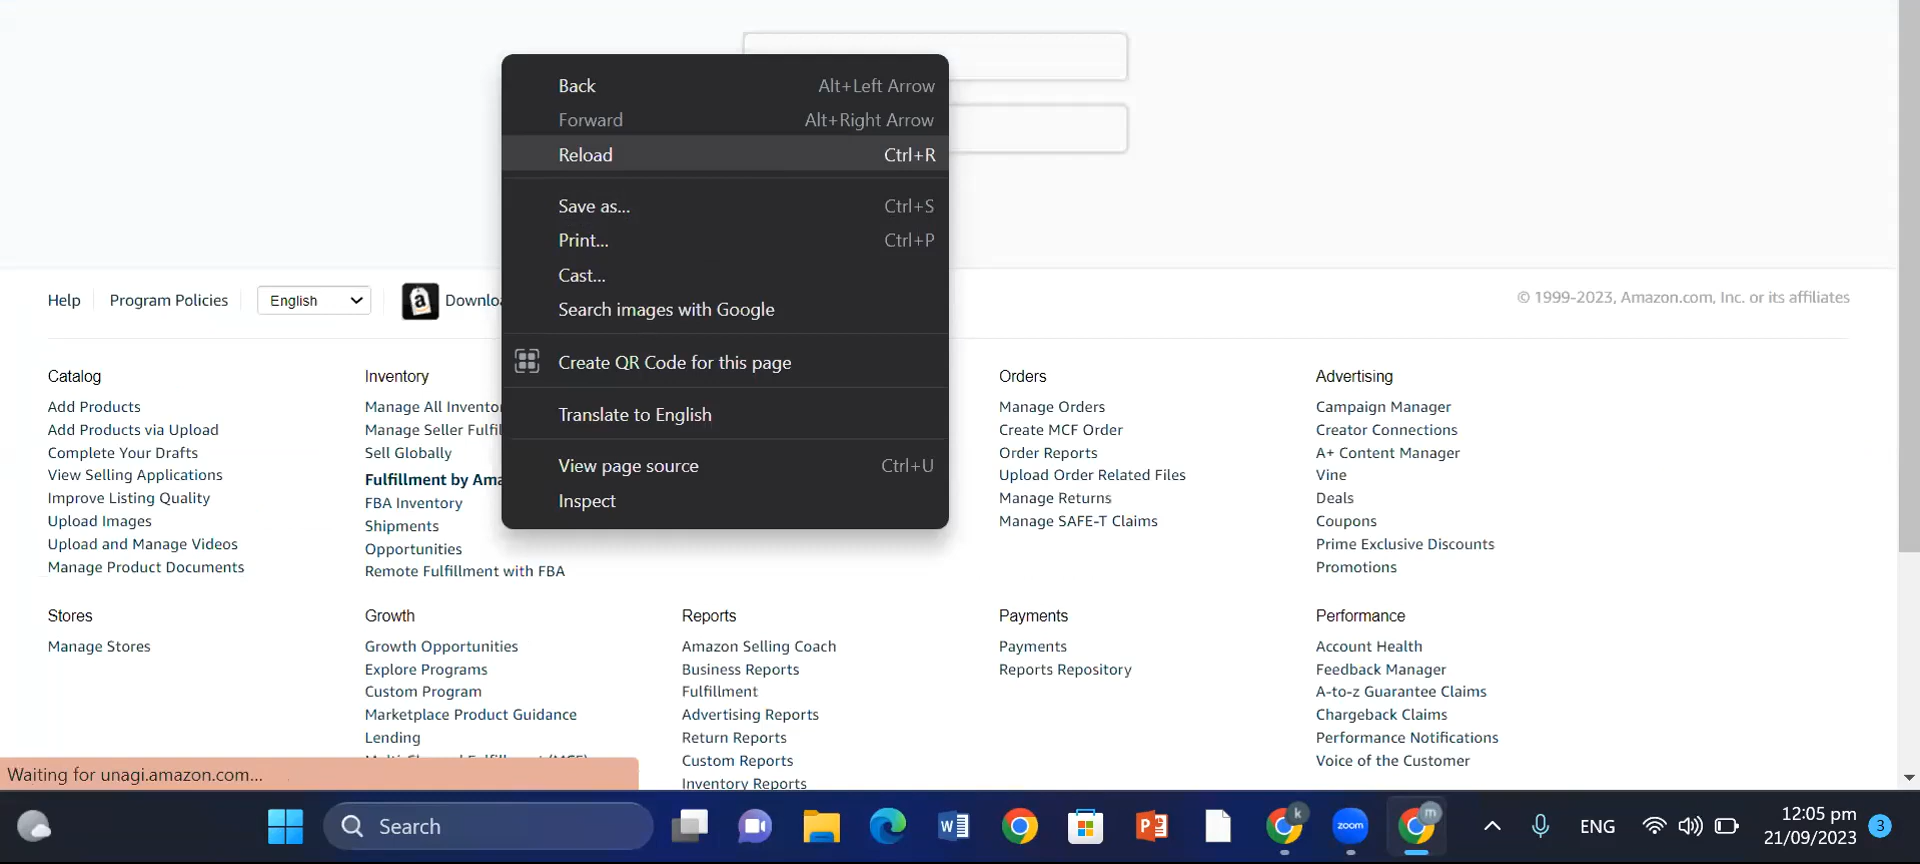 Back Alt+Left Arrow
Forward Alt+Right Arrow
Reload Ctrl+R
Save as... Ctrl+S
Print... Ctrl+P
Cast...
Search images with Google
Create QR Code for this page
Translate to English
View page source Ctrl+U
Inspect
Help Program Policies English a
© 1999-2023, Amazon.com, Inc. or its affiliates
Catalog
Add Products
Add Products via Upload
Complete Your Drafts
View Selling Applications
Improve Listing Quality
Upload Images
Upload and Manage Videos
Manage Product Documents
Inventory
Manage All
Manage Seller
Sell Globally
Fulfillment by
FBA Inventory
Shipments
Opportunities
Remote Fulfillment with FBA
Orders
Manage Orders
Create MCF Order
Order Reports
Upload Order Related Files
Manage Returns
Manage SAFE-T Claims
Advertising
Campaign Manager
Creator Connections
A+ Content Manager
Vine
Deals
Coupons
Prime Exclusive Discounts
Promotions
Stores
Manage Stores
Growth
Growth Opportunities
Explore Programs
Custom Program
Marketplace Product Guidance
Lending
Reports
Amazon Selling Coach
Business Reports
Fulfillment
Advertising Reports
Return Reports
Custom Reports
Inventory Reports
Payments
Payments
Reports Repository
Performance
Account Health
Feedback Manager
A-to-z Guarantee Claims
Chargeback Claims
Performance Notifications
Voice of the Customer
Waiting for unagi.amazon.com...
Search W P k zoom m ENG 12:05 pm 3
21/09/2023